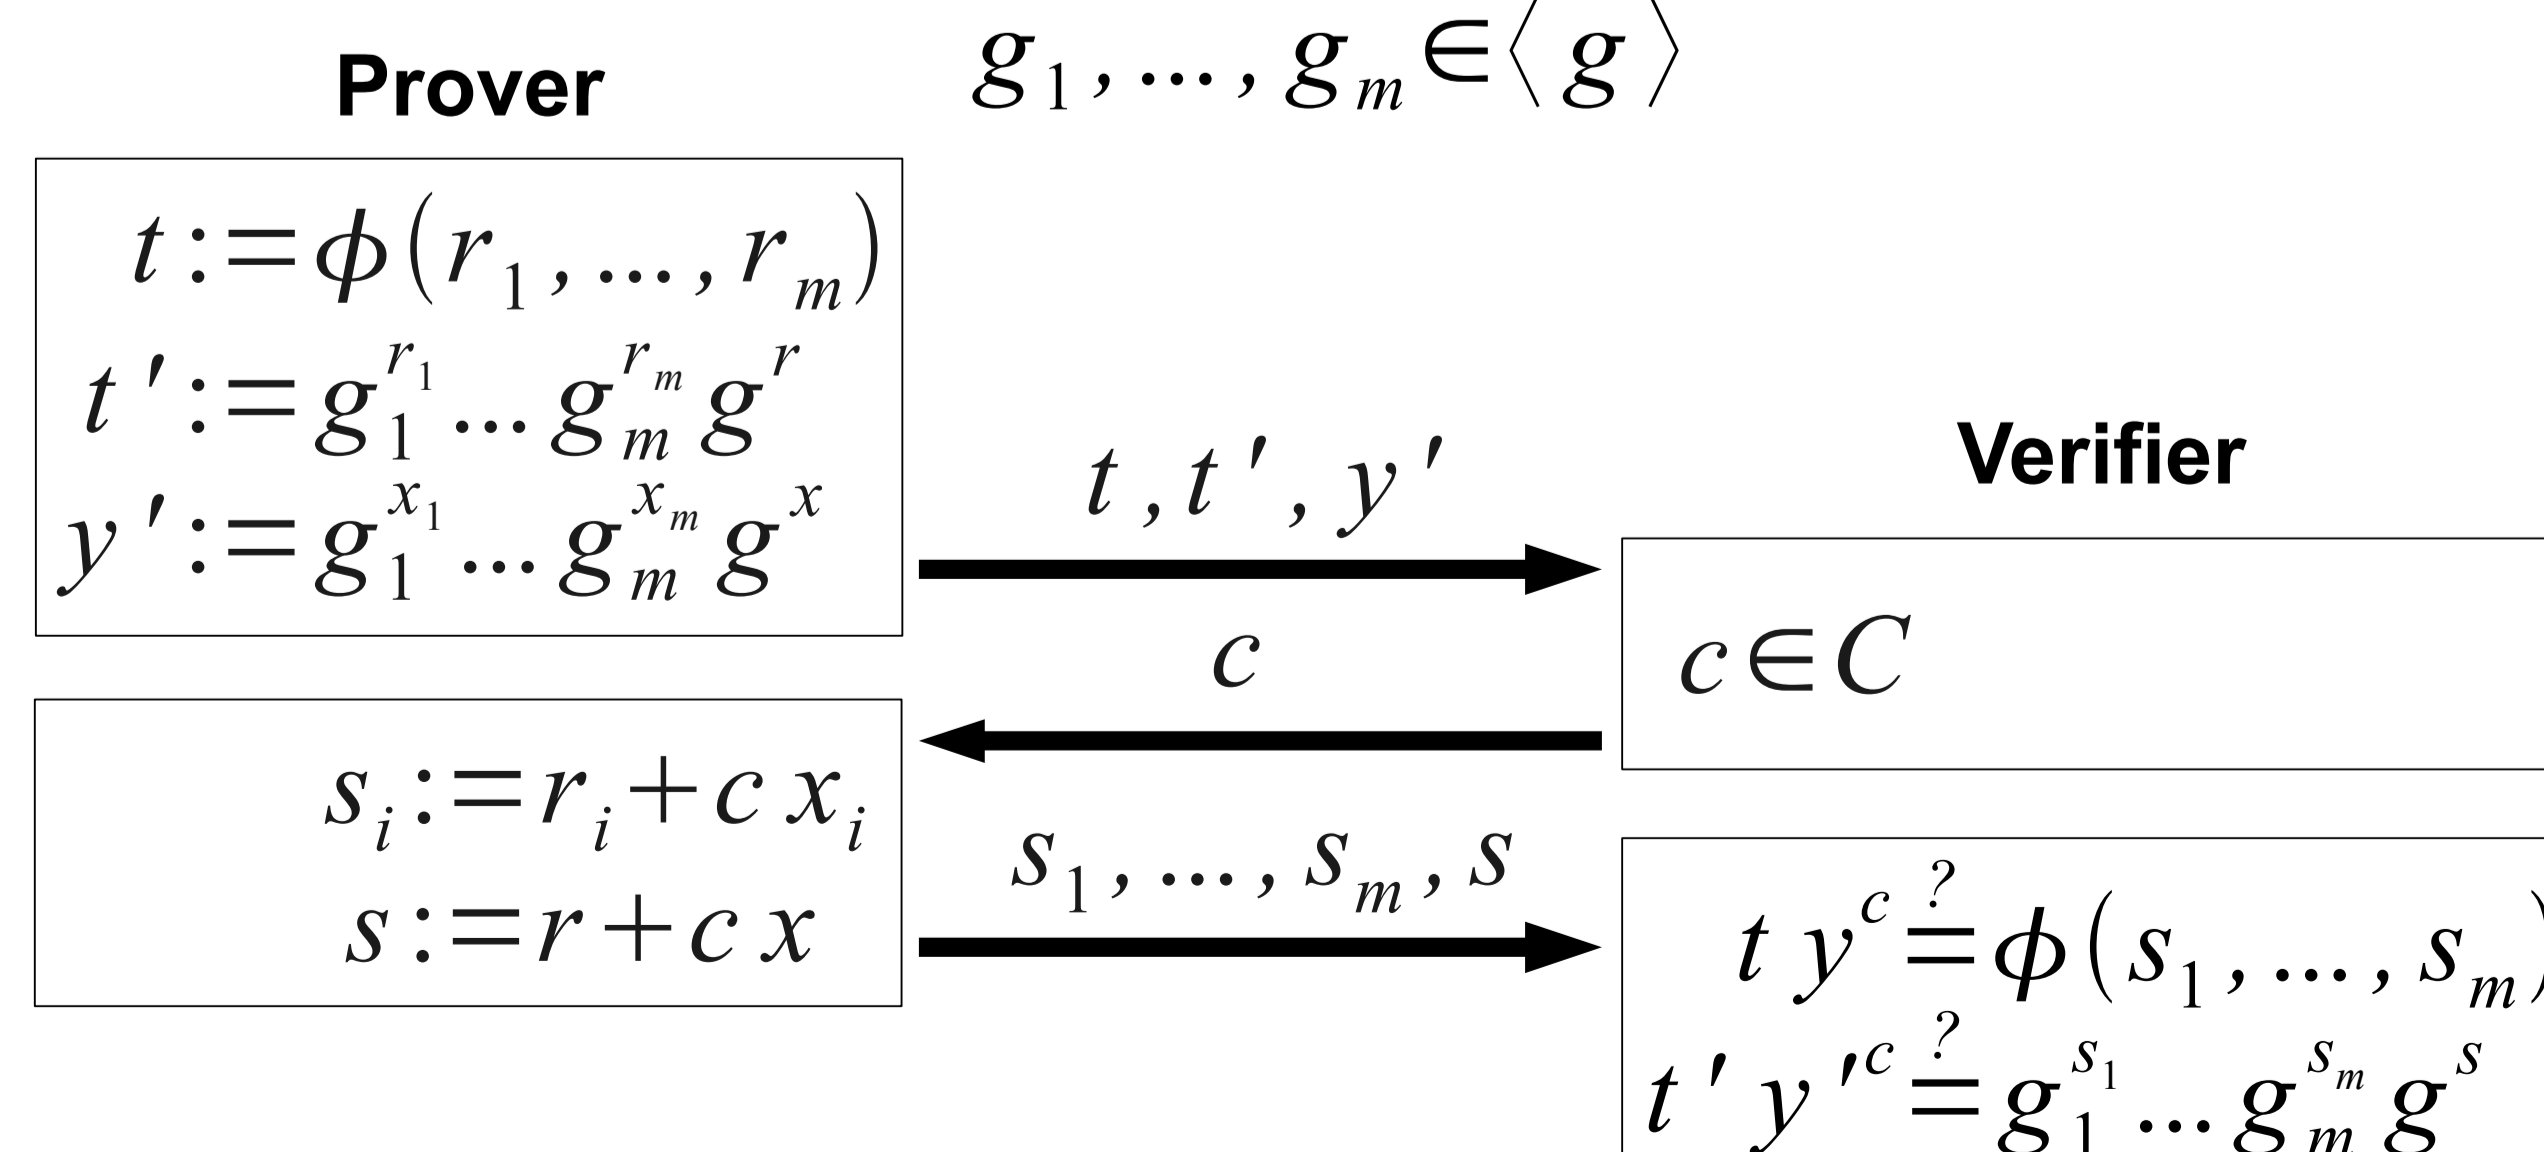 g₁,...,gₘ∈⟨g⟩
Prover
t:=ϕ(r₁,...,rₘ)
t':=g₁^{r₁}...gₘ^{rₘ}g^r
y':=g₁^{x₁}...gₘ^{xₘ}g^x
t,t',y'
Verifier
c
c∈C
sᵢ:=rᵢ+c xᵢ
s:=r+c x
s₁,...,sₘ,s
t y^c ≟ ϕ(s₁,...,sₘ)
t' y'^c ≟ g₁^{s₁}...gₘ^{sₘ}g^s